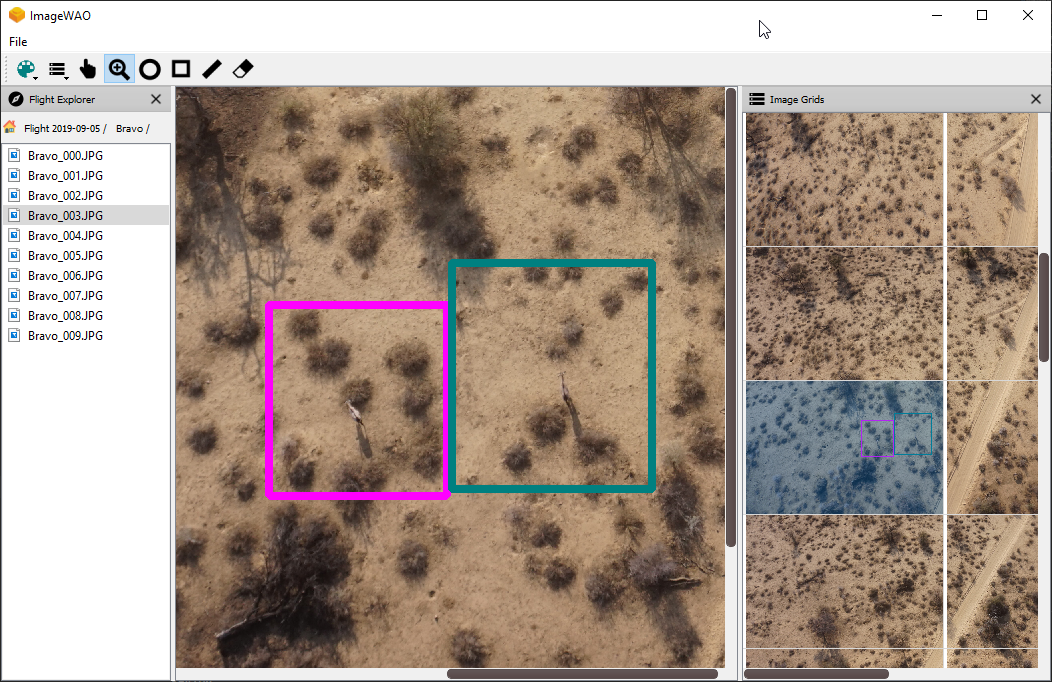 ImageWAO
File
Flight Explorer
Image Grids
Flight 2019-09-05 / Bravo /
Bravo_000.JPG
Bravo_001.JPG
Bravo_002.JPG
Bravo_003.JPG
Bravo_004.JPG
Bravo_005.JPG
Bravo_006.JPG
Bravo_007.JPG
Bravo_008.JPG
Bravo_009.JPG